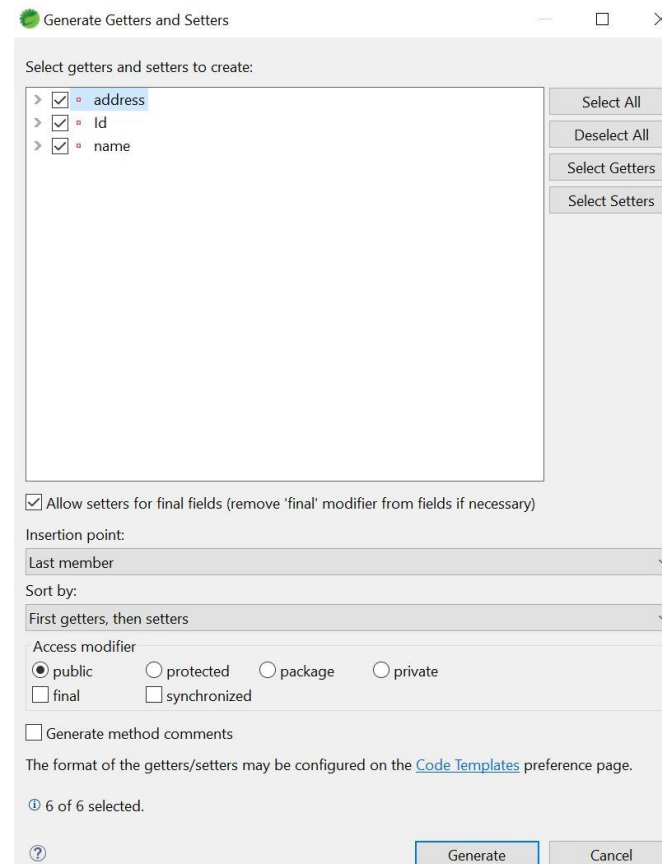 Generate Getters and Setters
Select getters and setters to create:
address
Id
name
Select All
Deselect All
Select Getters
Select Setters
Allow setters for final fields (remove 'final' modifier from fields if necessary)
Insertion point:
Last member
Sort by:
First getters, then setters
Access modifier
public protected package private
final synchronized
Generate method comments
The format of the getters/setters may be configured on the Code Templates preference page.
6 of 6 selected.
Generate Cancel